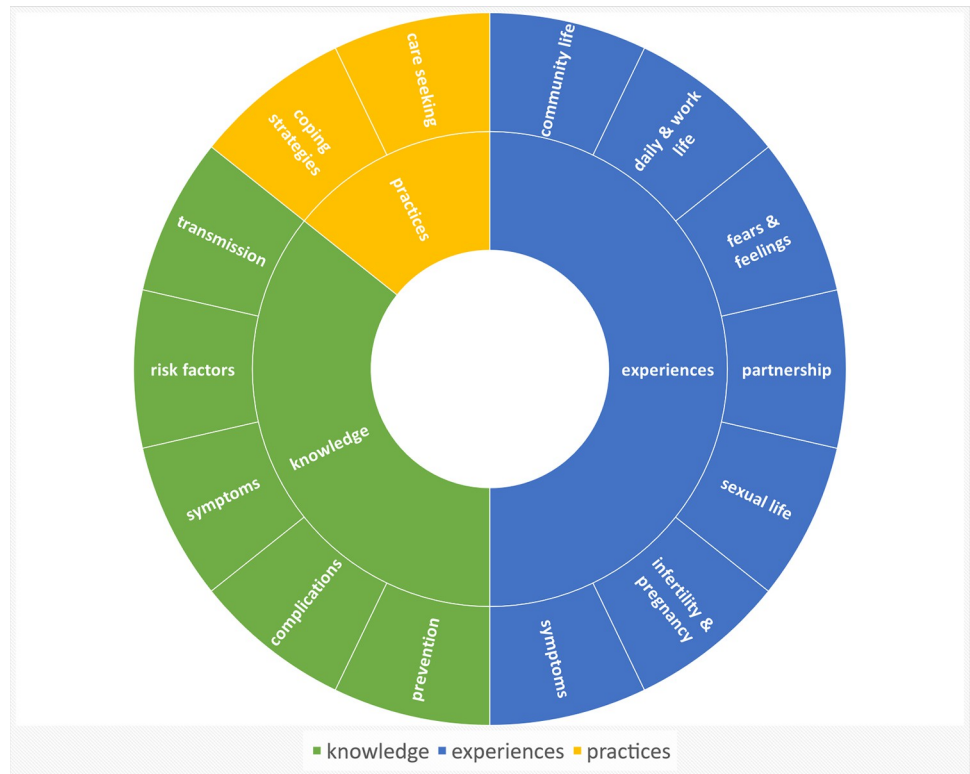 community life
daily & work
life
fears &
feelings
partnership
sexual life
infertility &
pregnancy
symptoms
prevention
complications
symptoms
risk factors
transmission
coping
strategies
care seeking
practices
experiences
knowledge
knowledge experiences practices